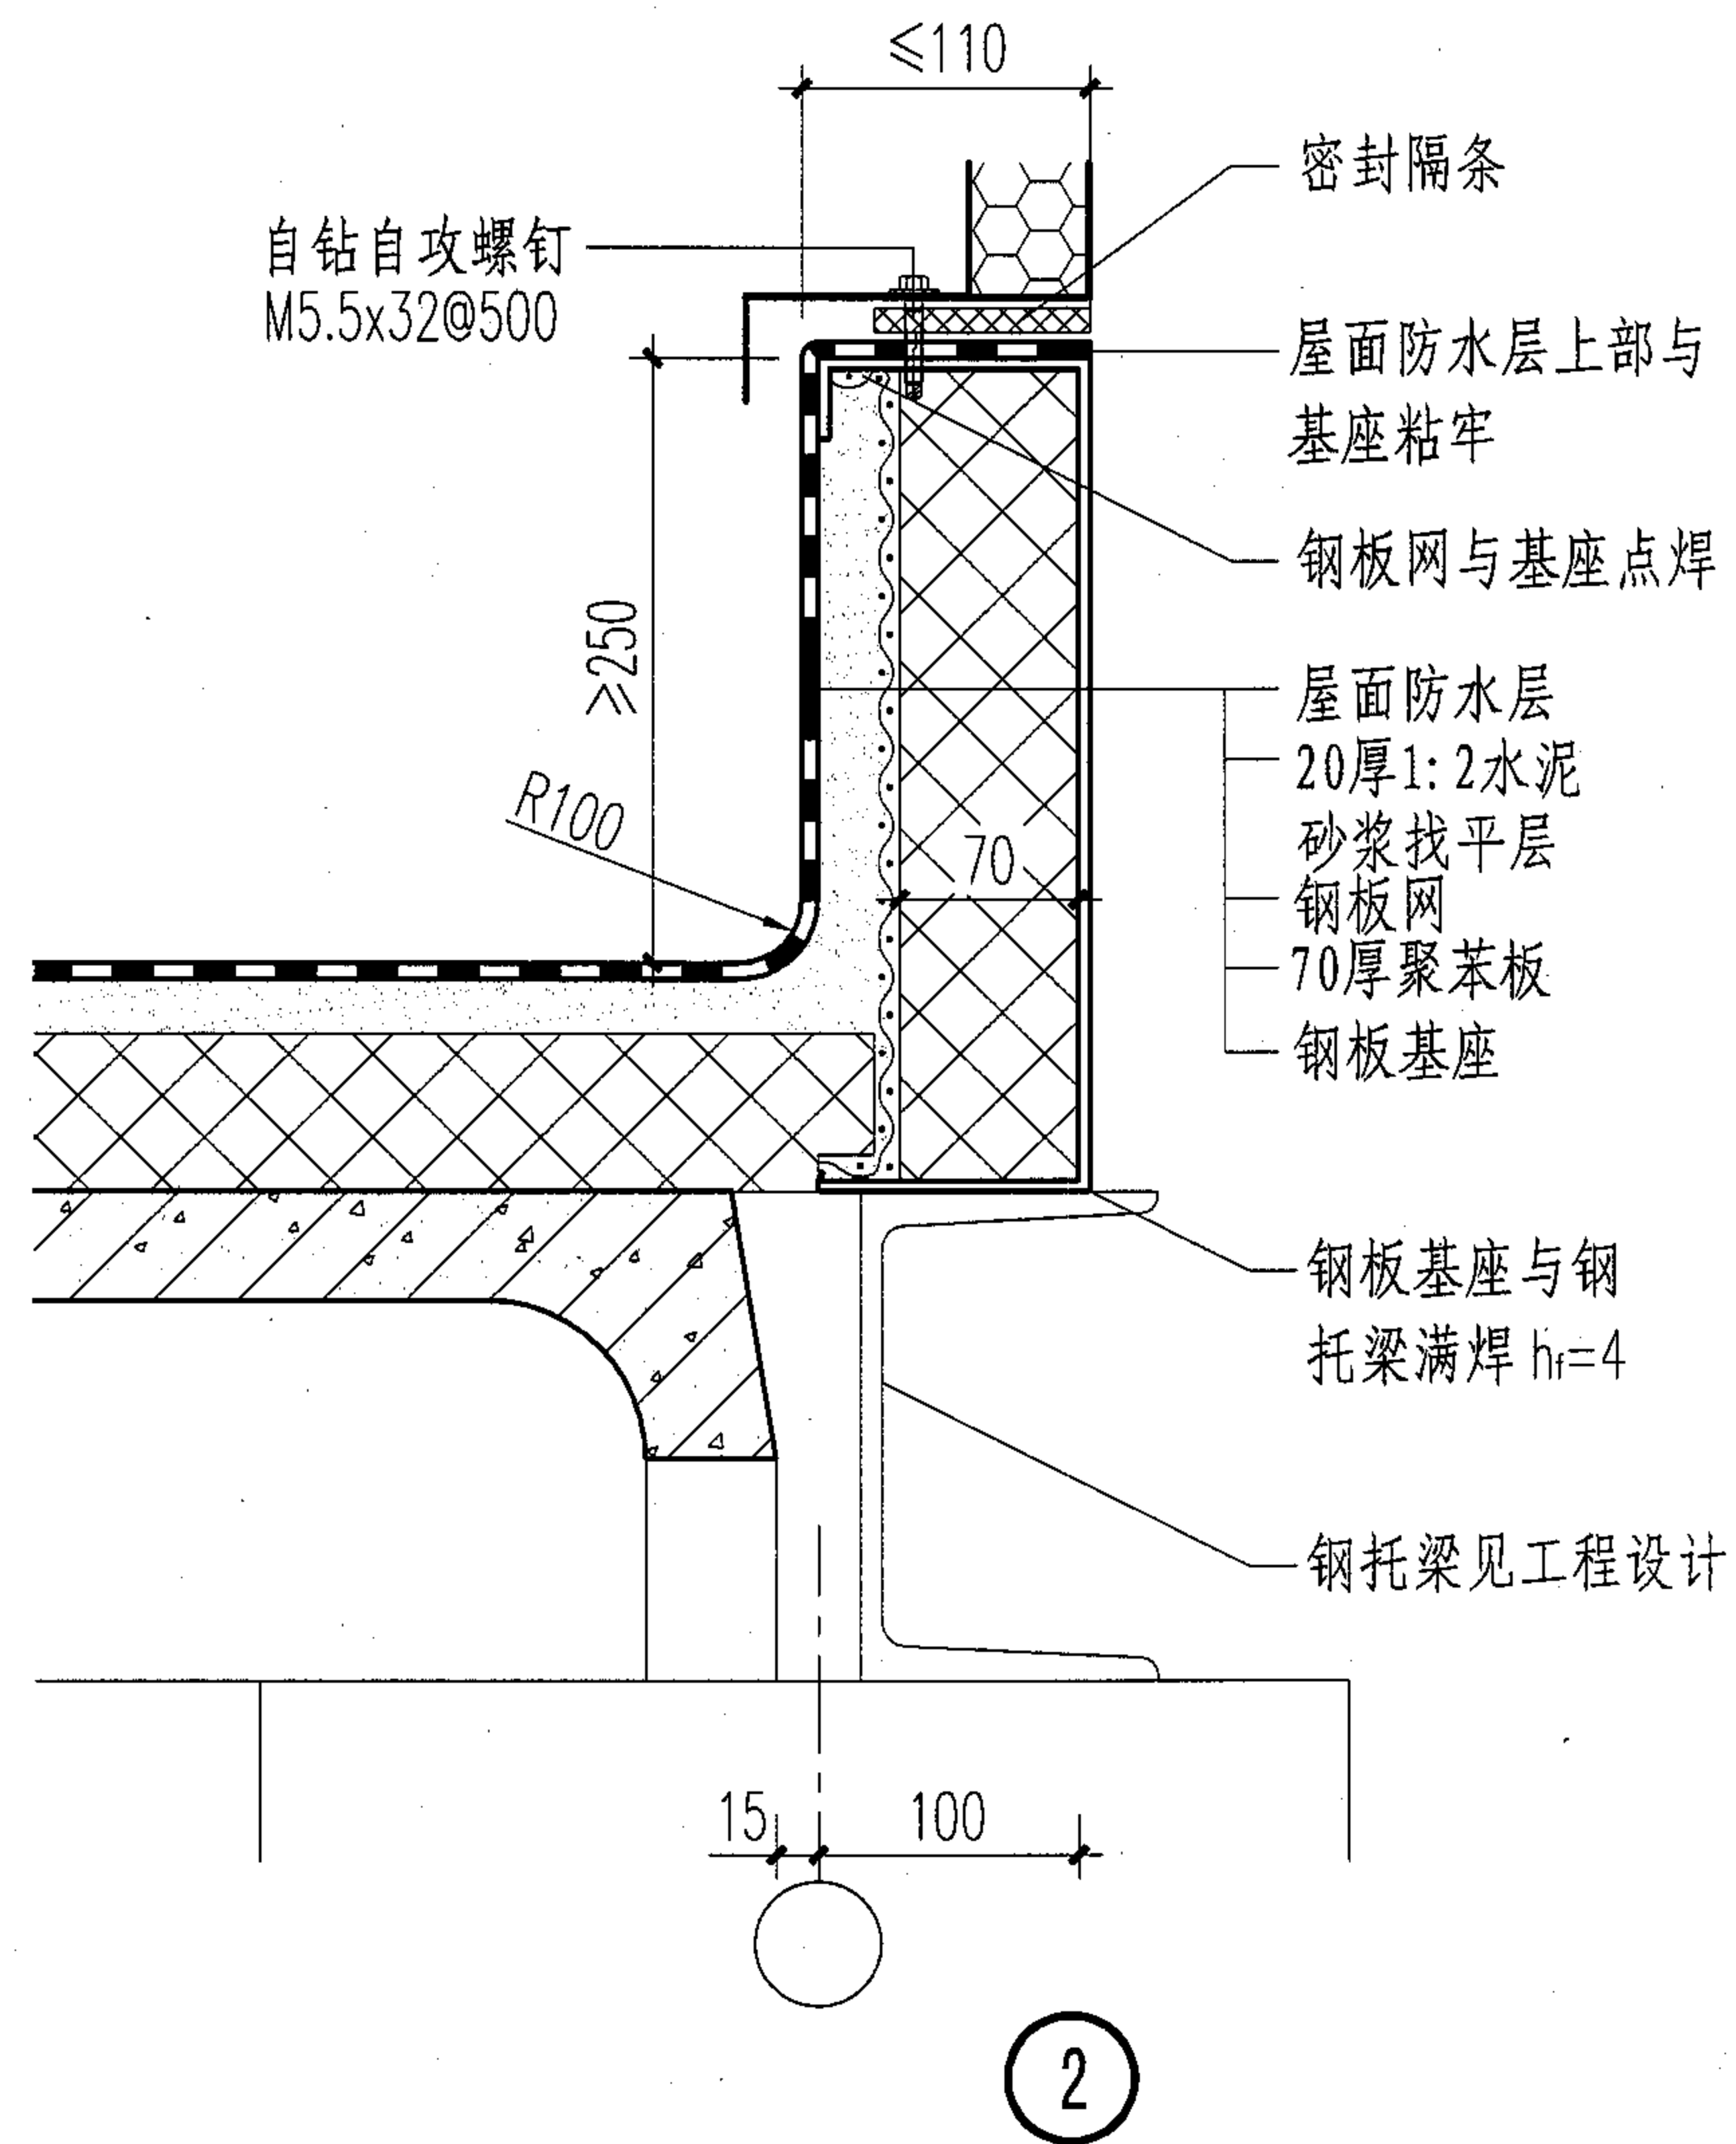 ≤110
密封隔条
自钻自攻螺钉
M5.5x32@500
屋面防水层上部与
基座粘牢
钢板网与基座点焊
≥250
屋面防水层
20厚1:2水泥
砂浆找平层
R100
70
钢板网
70厚聚苯板
钢板基座
钢板基座与钢
托梁满焊 hf=4
钢托梁见工程设计
15
100
2